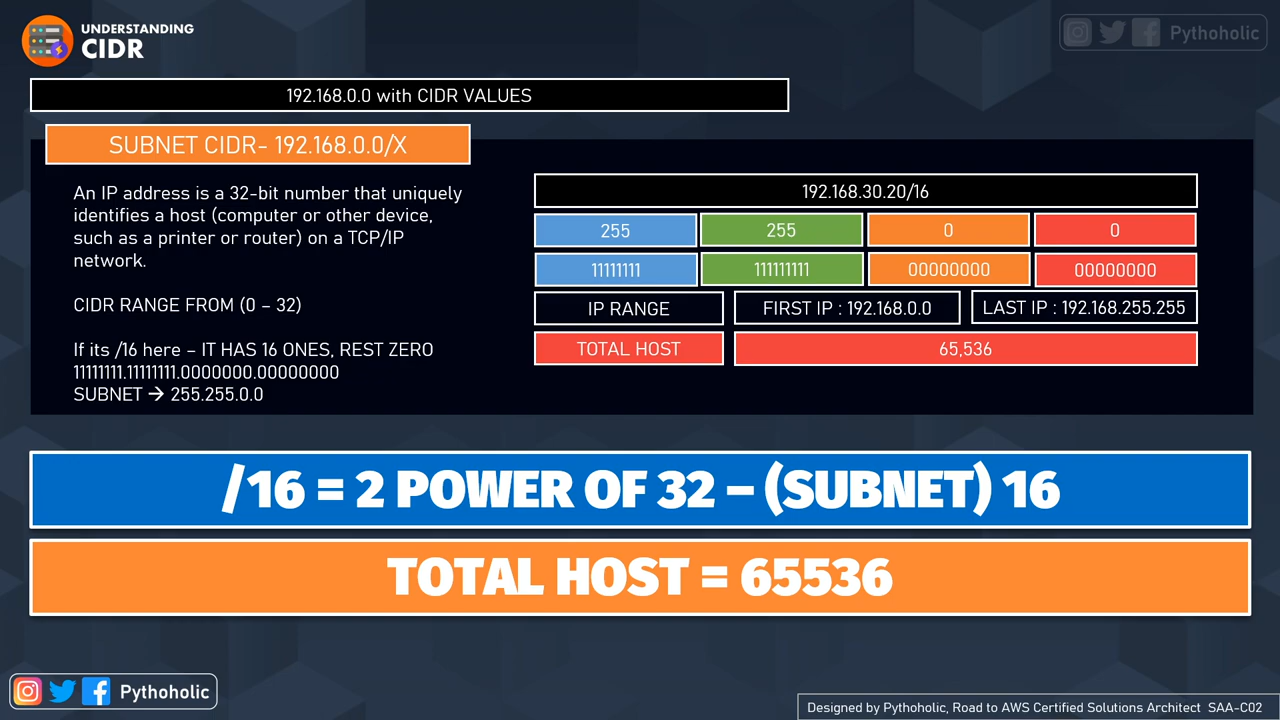 UNDERSTANDING
CIDR
Pythoholic
192.168.0.0 with CIDR VALUES
SUBNET CIDR- 192.168.0.0/X
An IP address is a 32-bit number that uniquely
identifies a host (computer or other device,
such as a printer or router) on a TCP/IP
network.
CIDR RANGE FROM (0 – 32)
If its /16 here – IT HAS 16 ONES, REST ZERO
11111111.11111111.0000000.00000000
SUBNET → 255.255.0.0
192.168.30.20/16
255 255 0 0
11111111 111111111 00000000 00000000
IP RANGE FIRST IP : 192.168.0.0 LAST IP : 192.168.255.255
TOTAL HOST 65,536
/16 = 2 POWER OF 32 – (SUBNET) 16
TOTAL HOST = 65536
Pythoholic
Designed by Pythoholic, Road to AWS Certified Solutions Architect SAA-C02